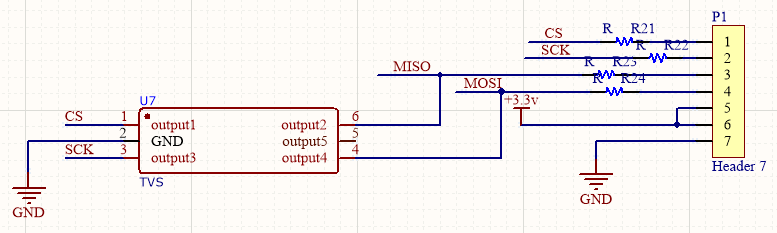 P1
CS R R21 1
SCK R R22 2
MISO R R23 3
MOSI R R24 4
+3.3v 5
6
7
Header 7
GND
U7
CS 1 output1 output2 6
2 GND output5 5
SCK 3 output3 output4 4
TVS
GND